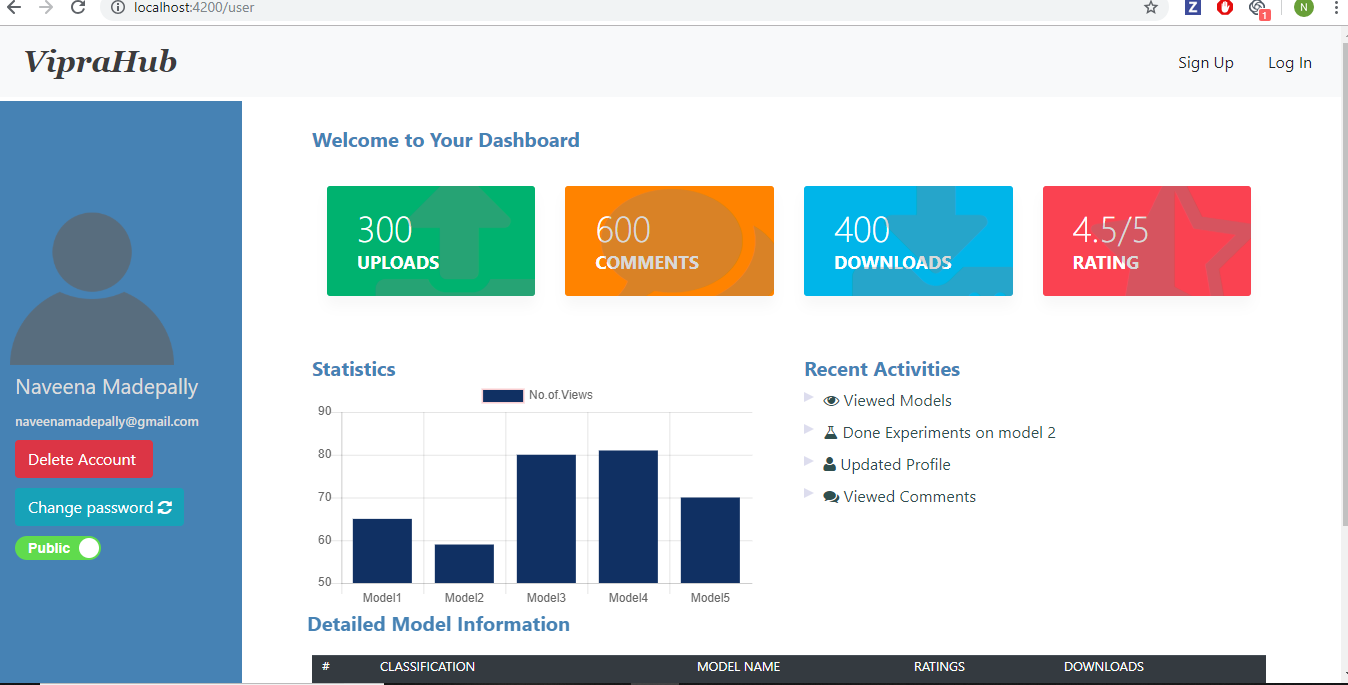 localhost:4200/user
Z
1
N
VipraHub
Sign Up Log In
Naveena Madepally
naveenamadepally@gmail.com
Delete Account
Change password
Public
Welcome to Your Dashboard
300
UPLOADS
600
COMMENTS
400
DOWNLOADS
4.5/5
RATING
Statistics
No.of.Views
90
80
70
60
50
Model1 Model2 Model3 Model4 Model5
Recent Activities
Viewed Models
Done Experiments on model 2
Updated Profile
Viewed Comments
Detailed Model Information
# CLASSIFICATION MODEL NAME RATINGS DOWNLOADS